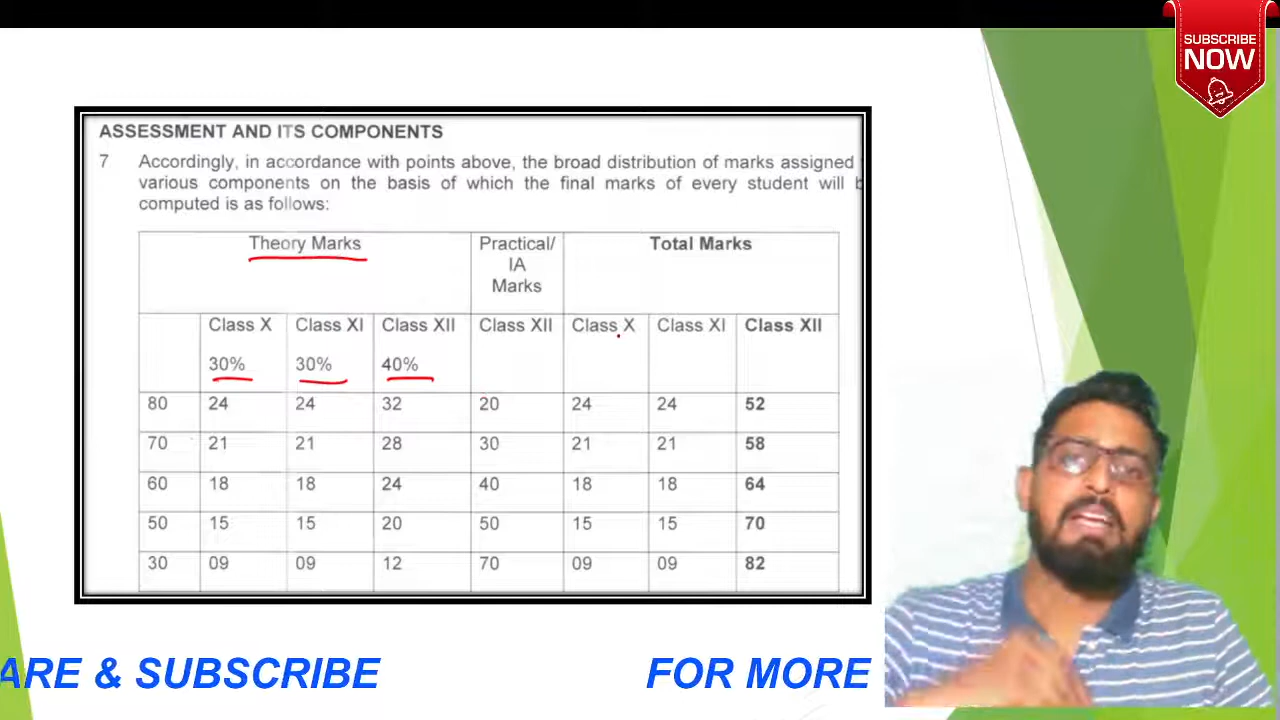 SUBSCRIBE
NOW
ASSESSMENT AND ITS COMPONENTS
7 Accordingly, in accordance with points above, the broad distribution of marks assigned
various components on the basis of which the final marks of every student will
computed is as follows:
Theory Marks Practical/ Total Marks
IA
Marks
Class X Class XI Class XII Class XII Class X Class XI Class XII
30% 30% 40%
80 24 24 32 20 24 24 52
70 21 21 28 30 21 21 58
60 18 18 24 40 18 18 64
50 15 15 20 50 15 15 70
30 09 09 12 70 09 09 82
ARE & SUBSCRIBE FOR MORE